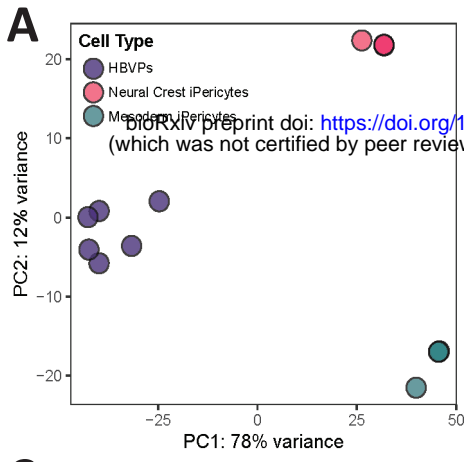 A
Cell Type
HBVPs
Neural Crest iPericytes
Mesoderm iPericytes
bioRxiv preprint doi: https://doi.org/1
(which was not certified by peer review
20
10
0
−10
−20
PC2: 12% variance
−25
0
25
50
PC1: 78% variance